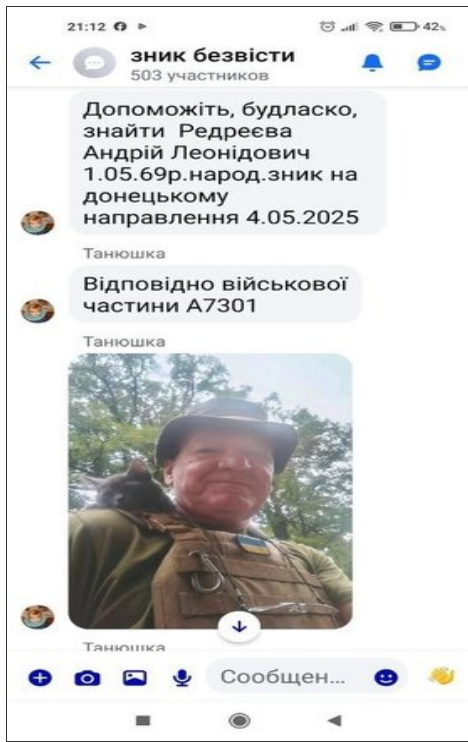 21:12
42%
зник безвісти
503 участников
Допоможіть, будласко,
знайти Редреєва
Андрій Леонідович
1.05.69р.народ.зник на
донецькому
направлення 4.05.2025
Танюшка
Відповідно військової
частини А7301
Танюшка
Танюшка
Сообщен...